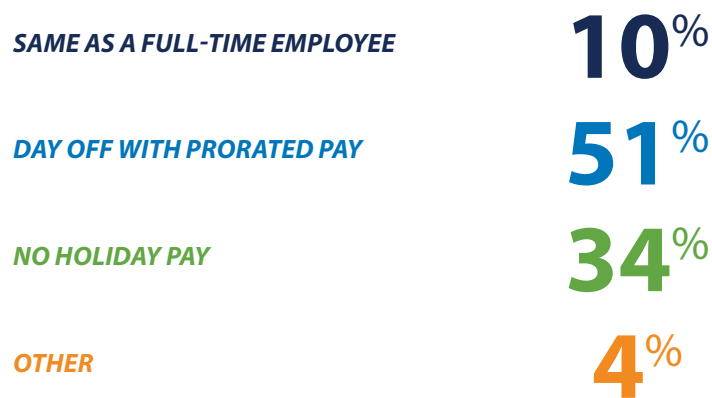 SAME AS A FULL-TIME EMPLOYEE 10%
DAY OFF WITH PRORATED PAY 51%
NO HOLIDAY PAY 34%
OTHER 4%